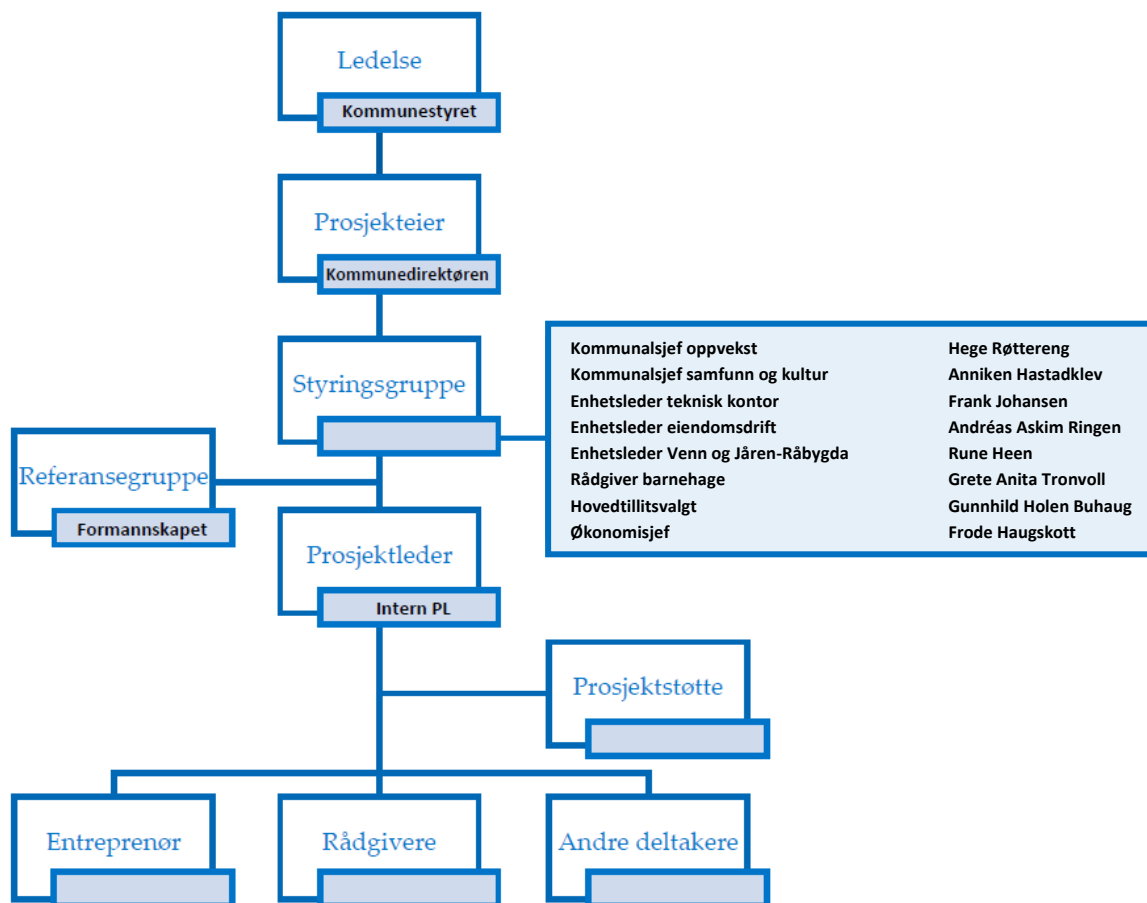 Ledelse
Kommunestyret
Prosjekteier
Kommunedirektøren
Styringsgruppe
Kommunalsjef oppvekst Hege Røttereng
Kommunalsjef samfunn og kultur Anniken Hastadklev
Enhetsleder teknisk kontor Frank Johansen
Enhetsleder eiendomsdrift Andréas Askim Ringen
Enhetsleder Venn og Jåren-Råbygda Rune Heen
Rådgiver barnehage Grete Anita Tronvoll
Hovedtillitsvalgt Gunnhild Holen Buhaug
Økonomisjef Frode Haugskott
Referansegruppe
Formannskapet
Prosjektleder
Intern PL
Prosjektstøtte
Entreprenør
Rådgivere
Andre deltakere